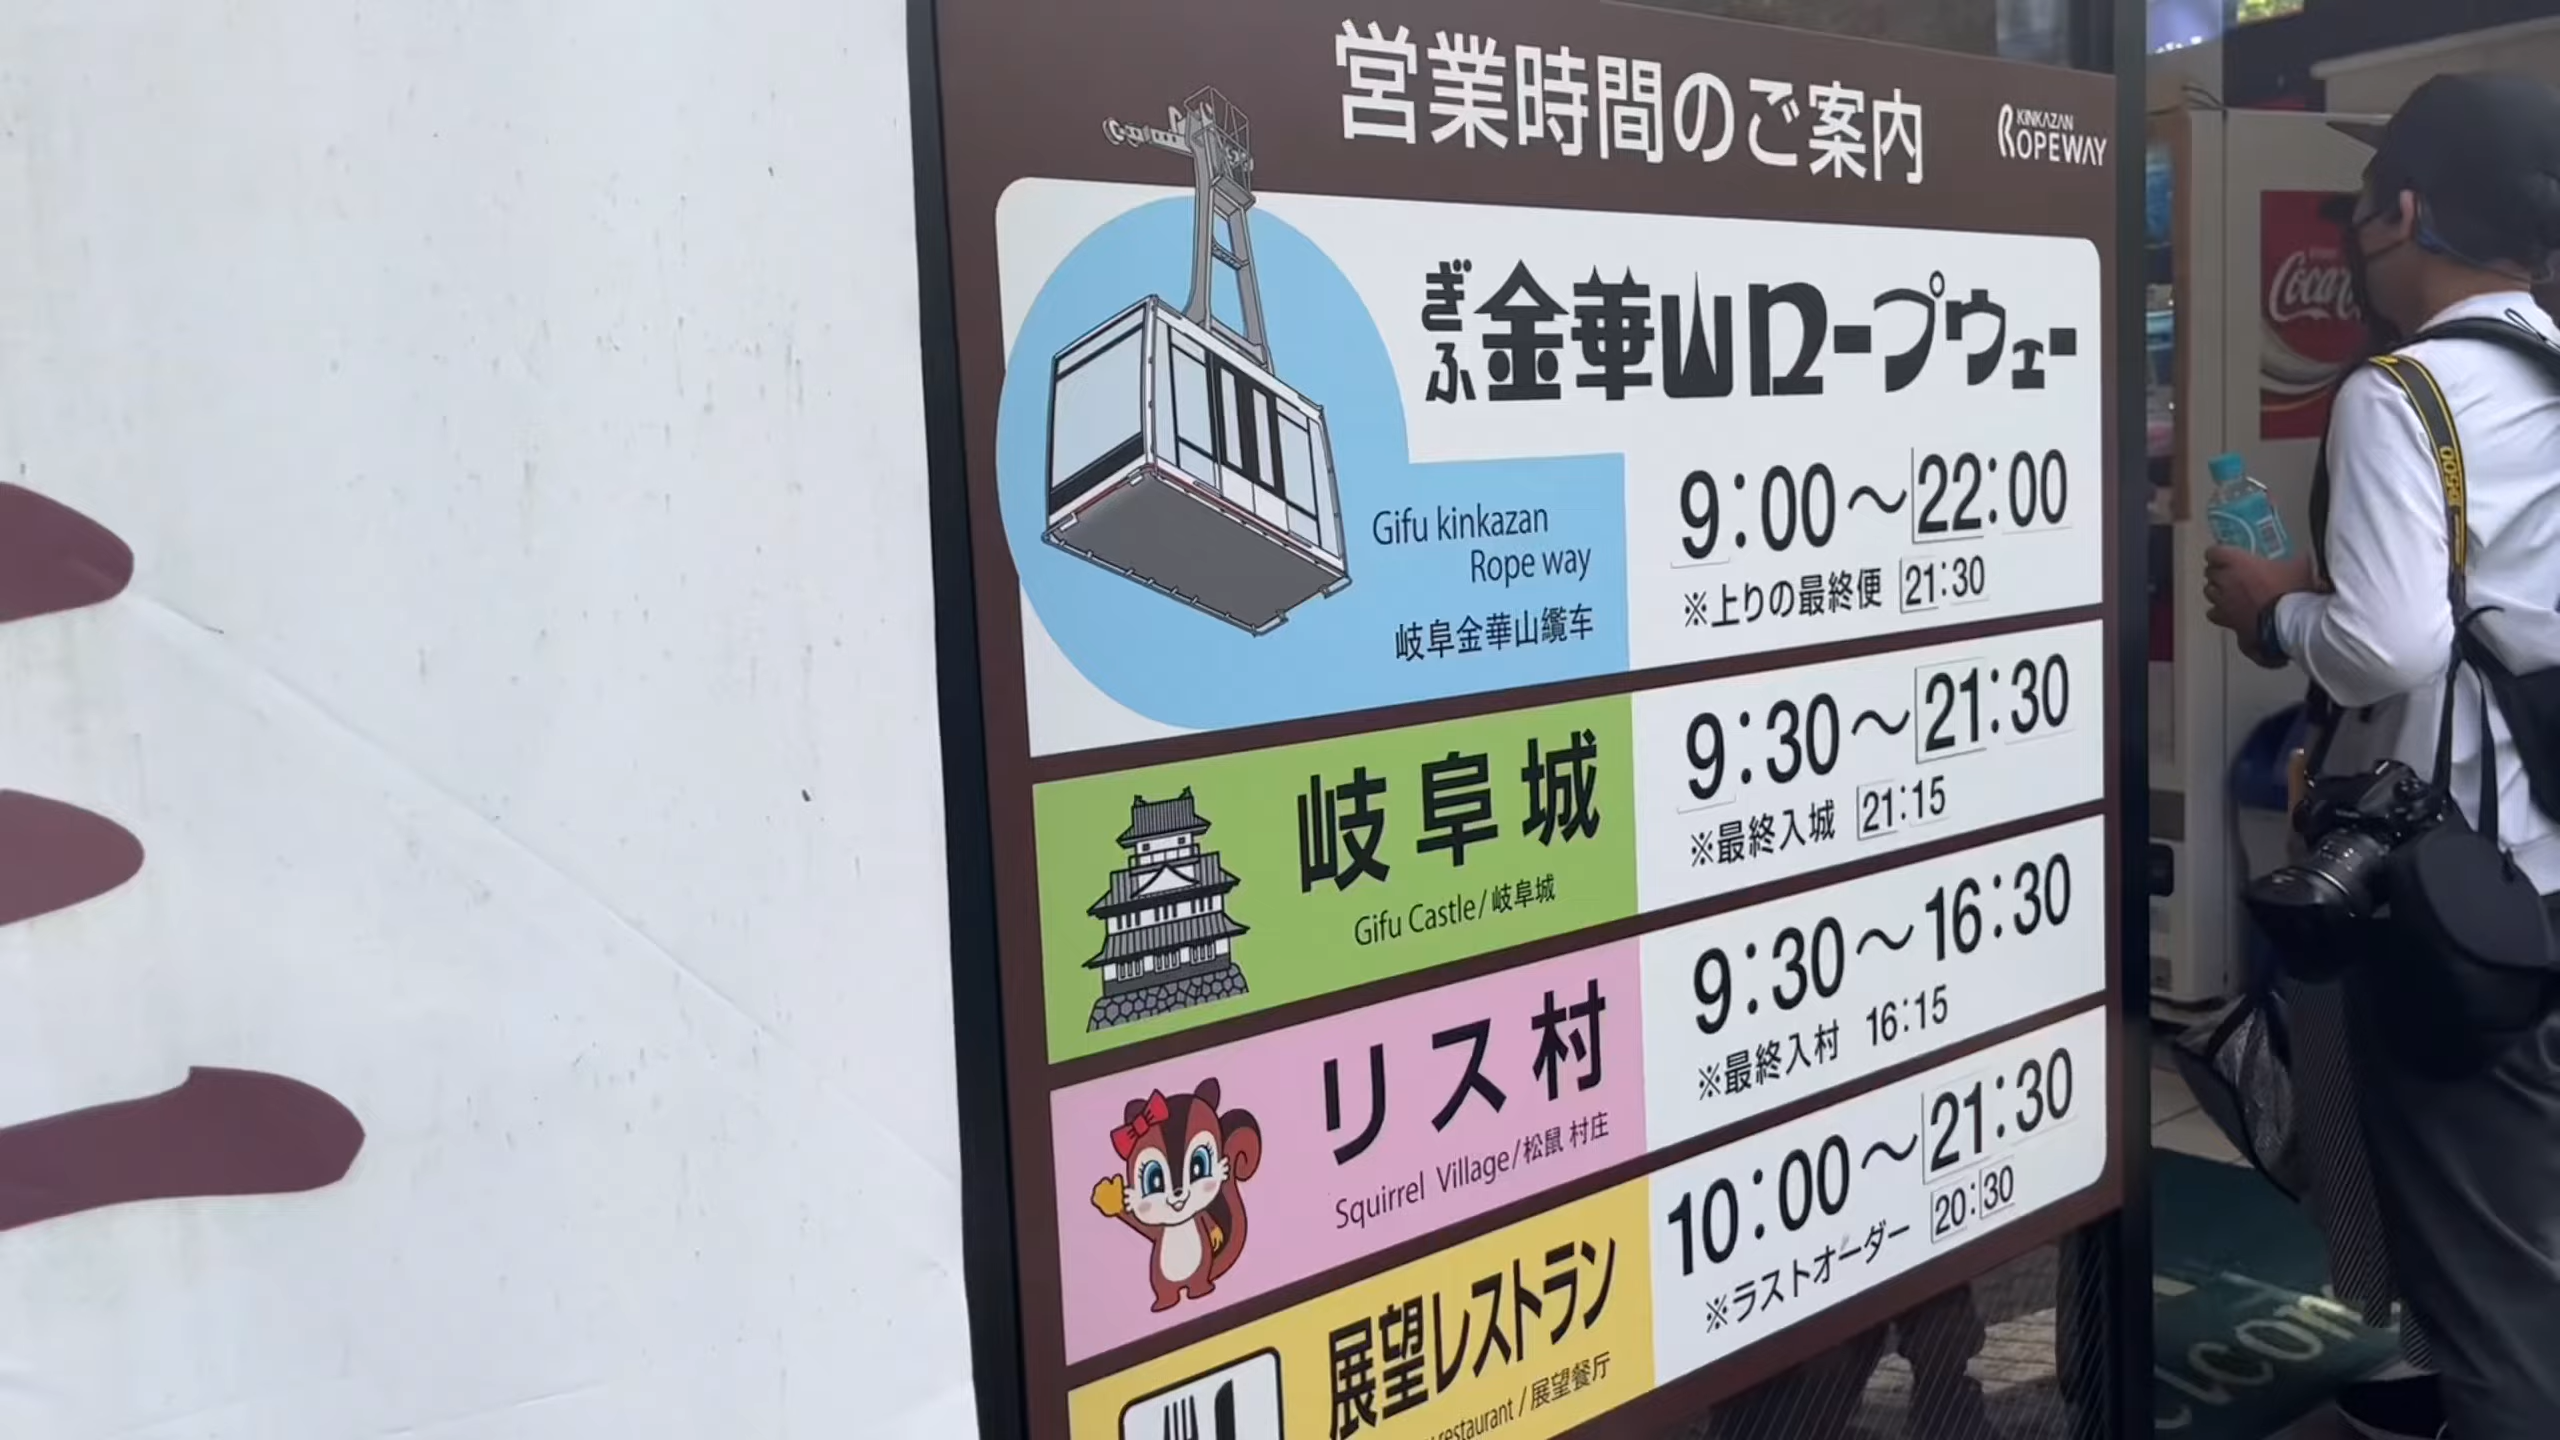 営業時間のご案内
KINKAZAN
ROPEWAY
ぎふ金華山ロープウェー
Gifu kinkazan
Rope way
岐阜金華山纜车
9:00〜22:00
※上りの最終便 21:30
岐阜城
Gifu Castle/岐阜城
9:30〜21:30
※最終入城 21:15
リス村
Squirrel Village/松鼠 村庄
9:30〜16:30
※最終入村 16:15
展望レストラン
restaurant/展望餐厅
10:00〜21:30
※ラストオーダー 20:30
D500